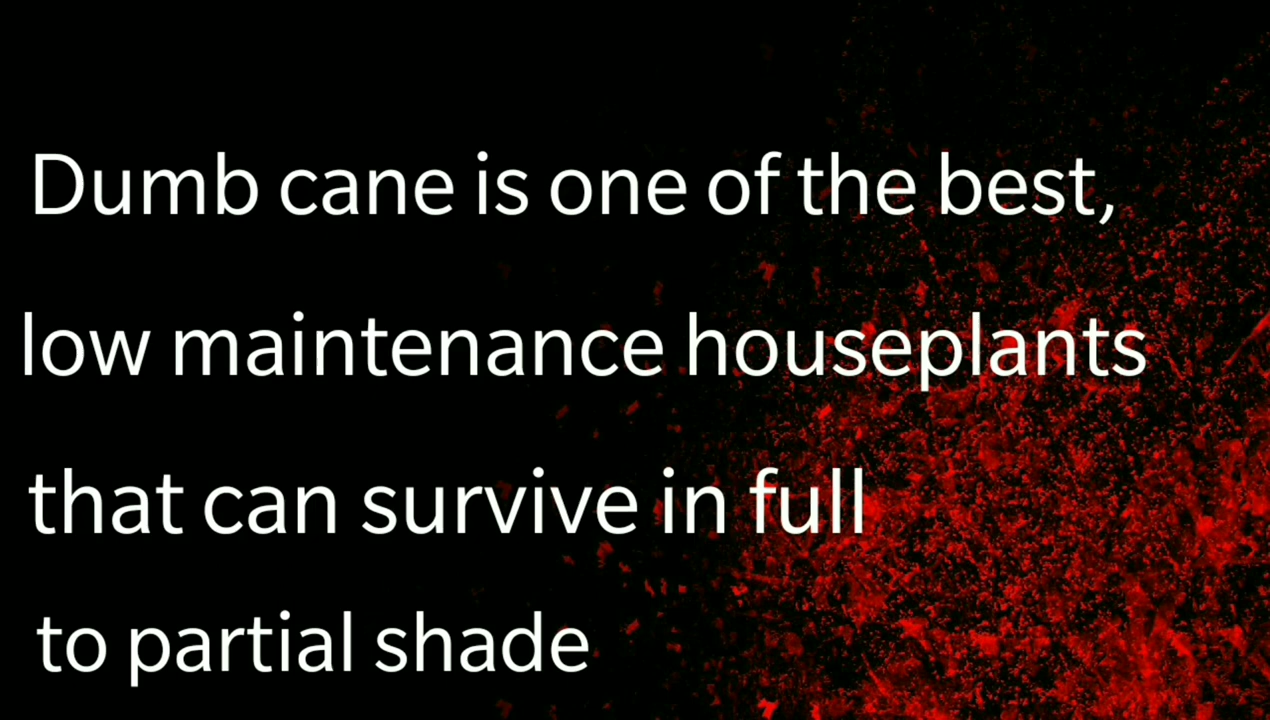 Dumb cane is one of the best,
low maintenance houseplants
that can survive in full
to partial shade